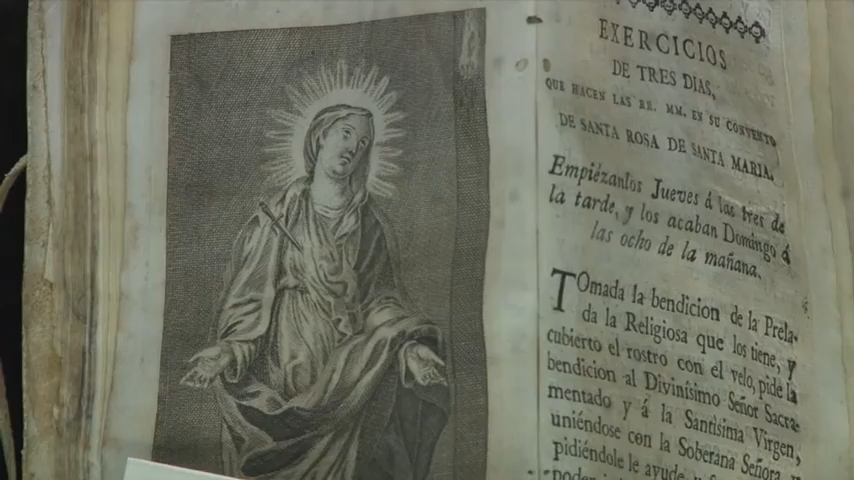 EXERCICIOS
DE TRES DIAS,
QUE HACEN LAS RR. MM. EN SU CONVENTO
DE SANTA ROSA DE SANTA MARIA.
Empiézanlos Jueves á las tres de
la tarde, y los acaban Domingo á
las ocho de la mañana.
TOmada la bendicion de la Prela-
da la Religiosa que los tiene, y
cubierto el rostro con el velo, pide la
bendicion al Divinísimo Señor Sacra-
mentado y á la Santìsima Virgen,
uniéndose con la Soberana Señora, y
pidiéndole le ayude, y